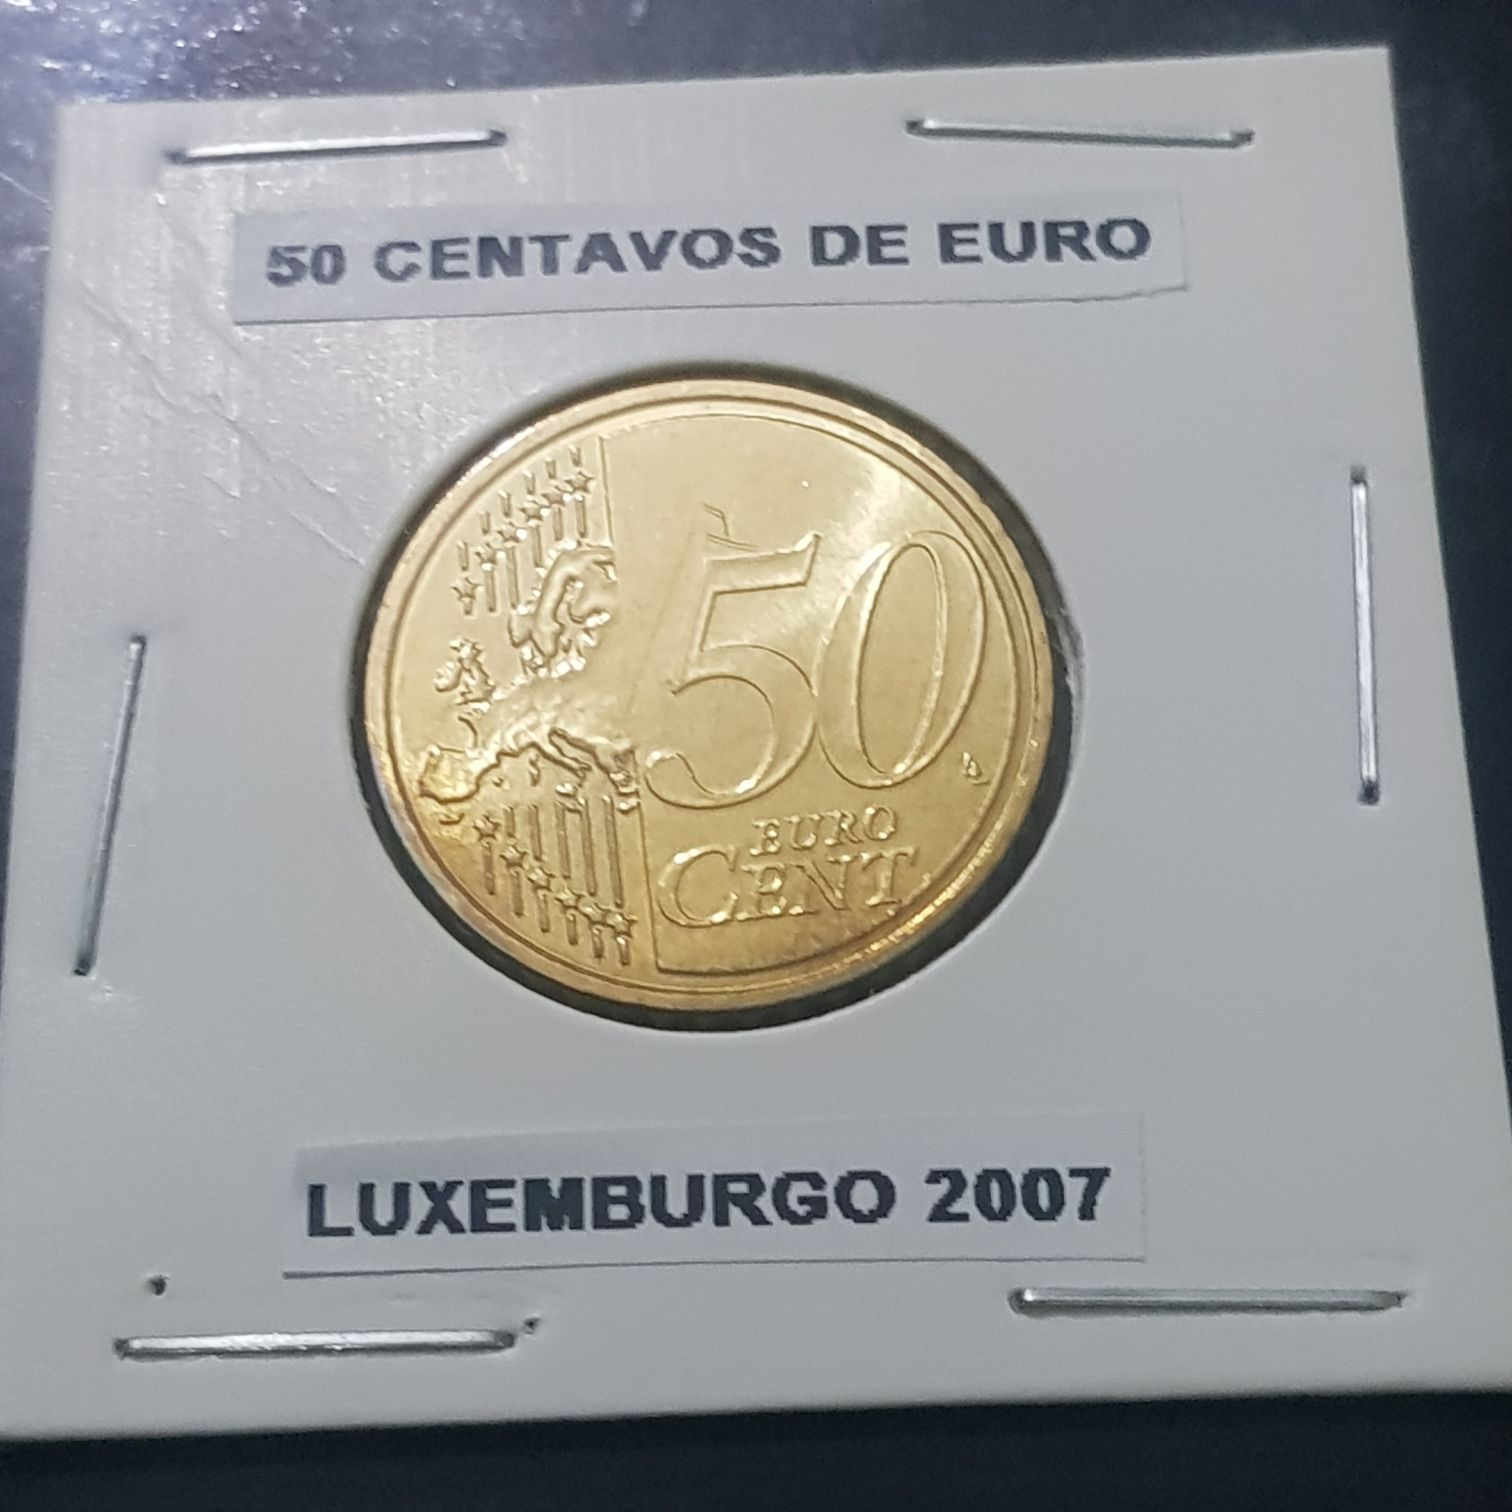 50 CENTAVOS DE EURO
50
EURO
CENT
LUXEMBURGO 2007